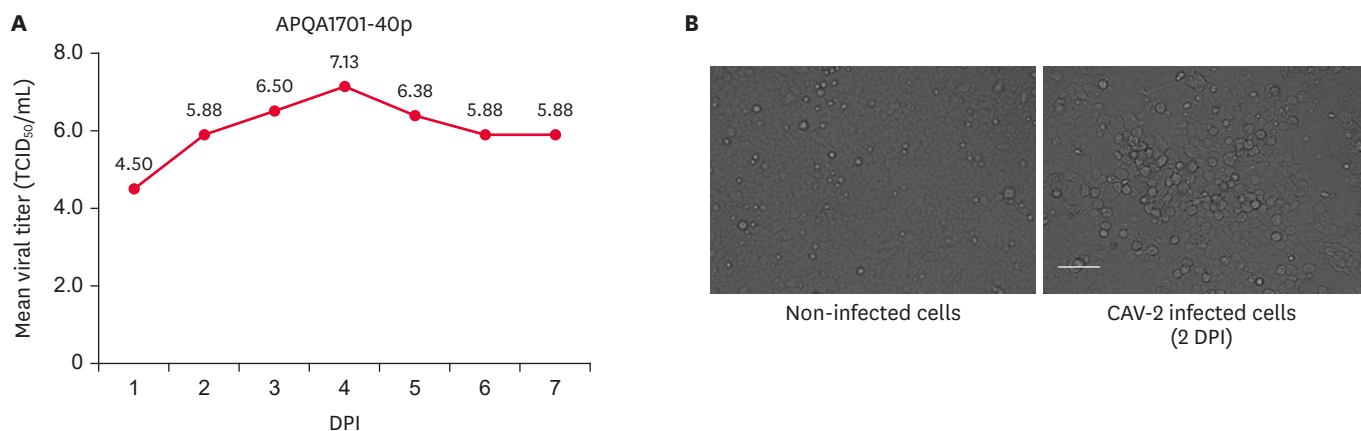 A
APQA1701-40p
Mean viral titer (TCID₅₀/mL)
8.0
6.0
4.0
2.0
0
4.50
5.88
6.50
7.13
6.38
5.88
5.88
1 2 3 4 5 6 7
DPI
B
Non-infected cells
CAV-2 infected cells
(2 DPI)